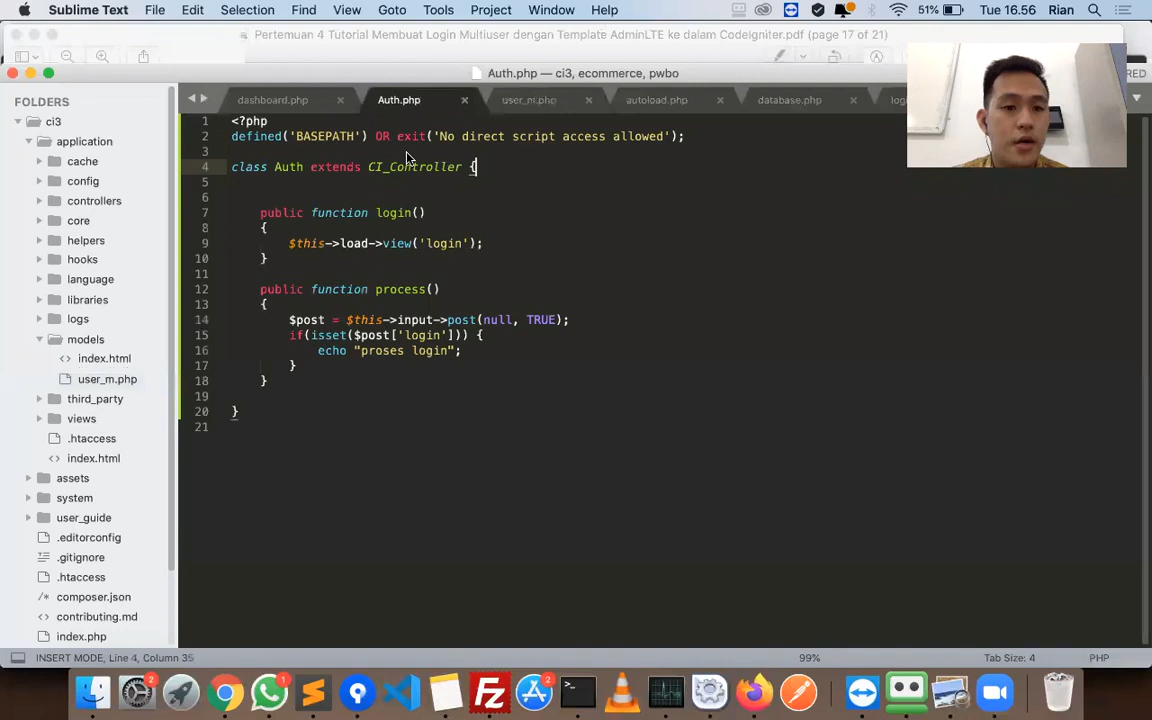 Sublime Text File Edit Selection Find View Goto Tools Project Window Help 51% Tue 16.56 Rian
Pertemuan 4 Tutorial Membuat Login Multiuser dengan Template AdminLTE ke dalam CodeIgniter.pdf (page 17 of 21)
Auth.php — ci3, ecommerce, pwbo
RED
FOLDERS
ci3
application
cache
config
controllers
core
helpers
hooks
language
libraries
logs
models
index.html
user_m.php
third_party
views
.htaccess
index.html
assets
system
user_guide
.editorconfig
.gitignore
.htaccess
composer.json
contributing.md
index.php
dashboard.php Auth.php user_m.php autoload.php database.php
1 <?php
2 defined('BASEPATH') OR exit('No direct script access allowed');
3
4 class Auth extends CI_Controller {
5
6
7 public function login()
8 {
9 $this->load->view('login');
10 }
11
12 public function process()
13 {
14 $post = $this->input->post(null, TRUE);
15 if(isset($post['login'])) {
16 echo "proses login";
17 }
18 }
19
20 }
21
INSERT MODE, Line 4, Column 35 99% Tab Size: 4 PHP
2 1 2